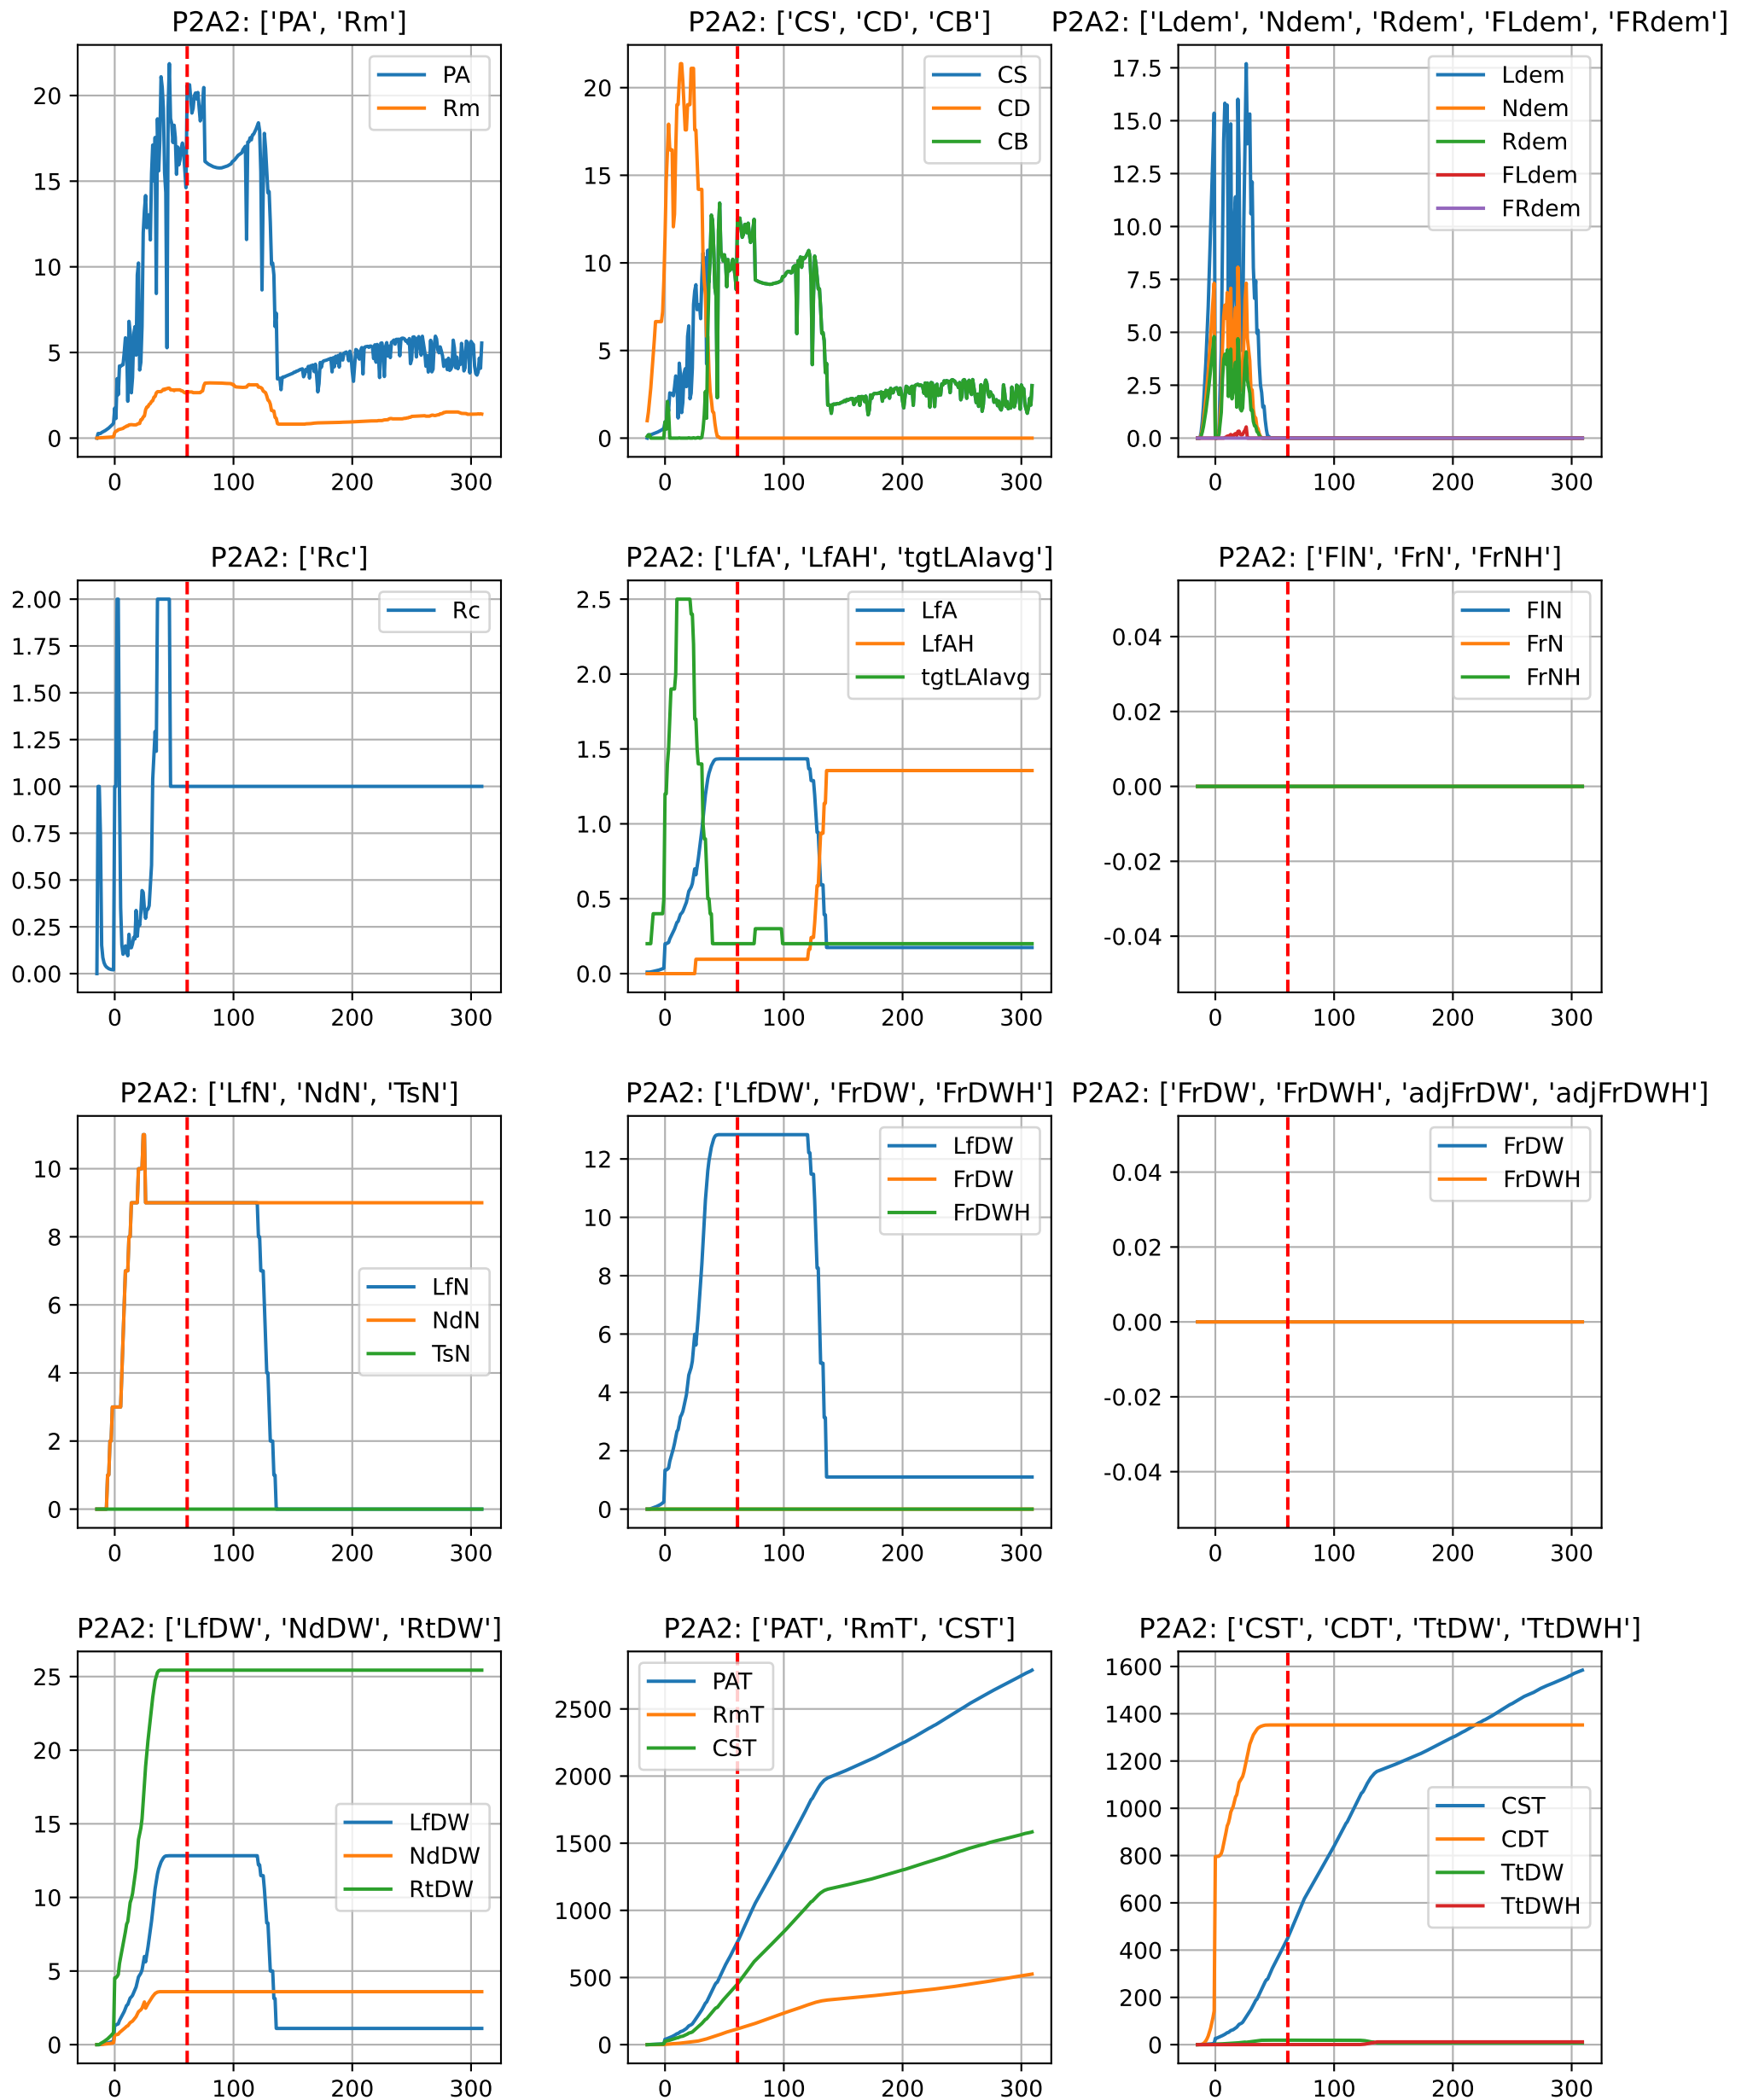 P2A2: ['PA', 'Rm']
20
15
10
5
0
0 100 200 300
PA
Rm
P2A2: ['CS', 'CD', 'CB']
20
15
10
5
0
0 100 200 300
CS
CD
CB
P2A2: ['Ldem', 'Ndem', 'Rdem', 'FLdem', 'FRdem']
17.5
15.0
12.5
10.0
7.5
5.0
2.5
0.0
0 100 200 300
Ldem
Ndem
Rdem
FLdem
FRdem
P2A2: ['Rc']
2.00
1.75
1.50
1.25
1.00
0.75
0.50
0.25
0.00
0 100 200 300
Rc
P2A2: ['LfA', 'LfAH', 'tgtLAIavg']
2.5
2.0
1.5
1.0
0.5
0.0
0 100 200 300
LfA
LfAH
tgtLAIavg
P2A2: ['FlN', 'FrN', 'FrNH']
0.04
0.02
0.00
-0.02
-0.04
0 100 200 300
FlN
FrN
FrNH
P2A2: ['LfN', 'NdN', 'TsN']
10
8
6
4
2
0
0 100 200 300
LfN
NdN
TsN
P2A2: ['LfDW', 'FrDW', 'FrDWH']
12
10
8
6
4
2
0
0 100 200 300
LfDW
FrDW
FrDWH
P2A2: ['FrDW', 'FrDWH', 'adjFrDW', 'adjFrDWH']
0.04
0.02
0.00
-0.02
-0.04
0 100 200 300
FrDW
FrDWH
P2A2: ['LfDW', 'NdDW', 'RtDW']
25
20
15
10
5
0
0 100 200 300
LfDW
NdDW
RtDW
P2A2: ['PAT', 'RmT', 'CST']
2500
2000
1500
1000
500
0
0 100 200 300
PAT
RmT
CST
P2A2: ['CST', 'CDT', 'TtDW', 'TtDWH']
1600
1400
1200
1000
800
600
400
200
0
0 100 200 300
CST
CDT
TtDW
TtDWH